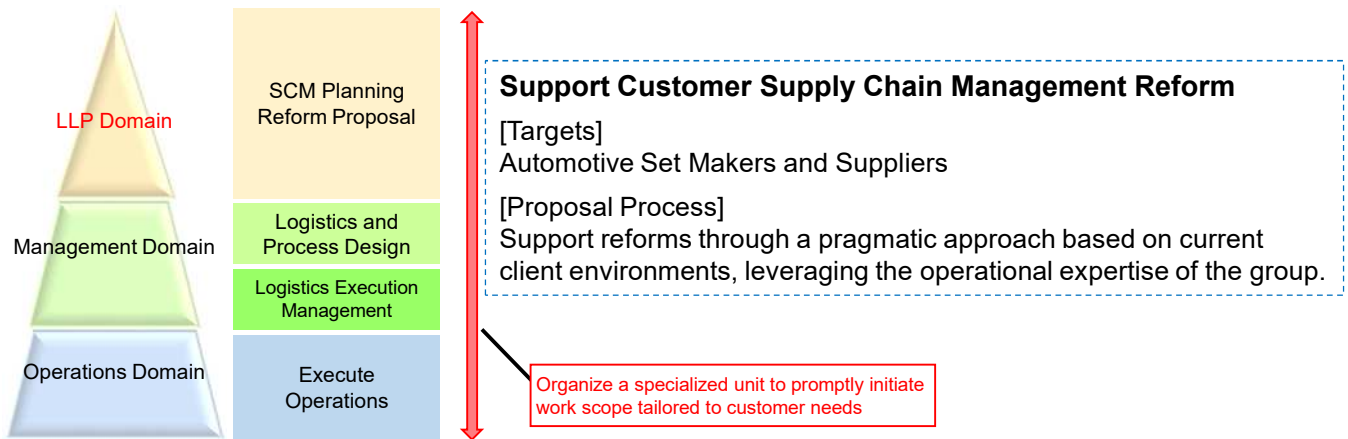 LLP Domain
Management Domain
Operations Domain
SCM Planning
Reform Proposal
Logistics and
Process Design
Logistics Execution
Management
Execute
Operations
Support Customer Supply Chain Management Reform
[Targets]
Automotive Set Makers and Suppliers
[Proposal Process]
Support reforms through a pragmatic approach based on current
client environments, leveraging the operational expertise of the group.
Organize a specialized unit to promptly initiate
work scope tailored to customer needs